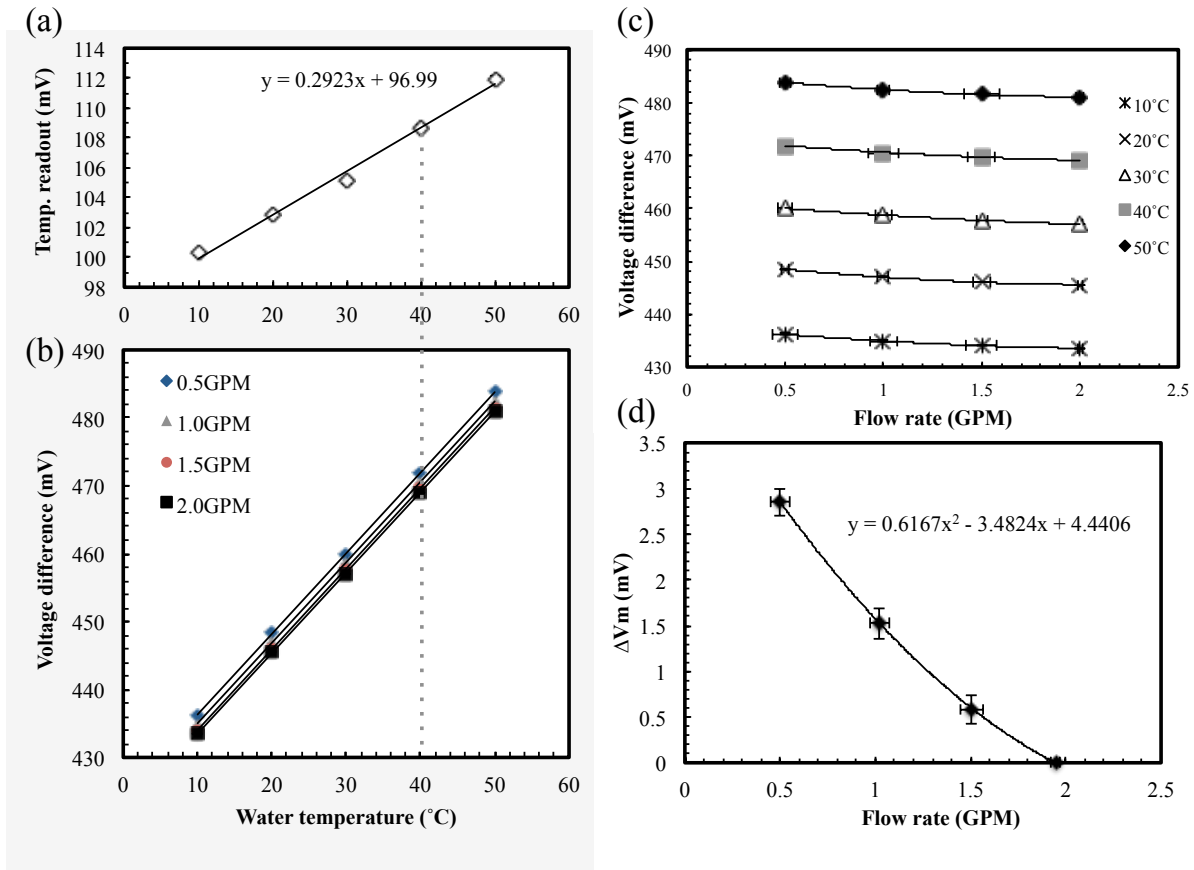 (a)
Temp. readout (mV)
114
112
110
108
106
104
102
100
98
y = 0.2923x + 96.99
0 10 20 30 40 50 60
(b)
Voltage difference (mV)
490
480
470
460
450
440
430
0.5GPM
1.0GPM
1.5GPM
2.0GPM
0 10 20 30 40 50 60
Water temperature (˚C)
(c)
Voltage difference (mV)
490
480
470
460
450
440
430
10˚C
20˚C
30˚C
40˚C
50˚C
0 0.5 1 1.5 2 2.5
Flow rate (GPM)
(d)
ΔVm (mV)
3.5
3
2.5
2
1.5
1
0.5
0
y = 0.6167x² - 3.4824x + 4.4406
0 0.5 1 1.5 2 2.5
Flow rate (GPM)